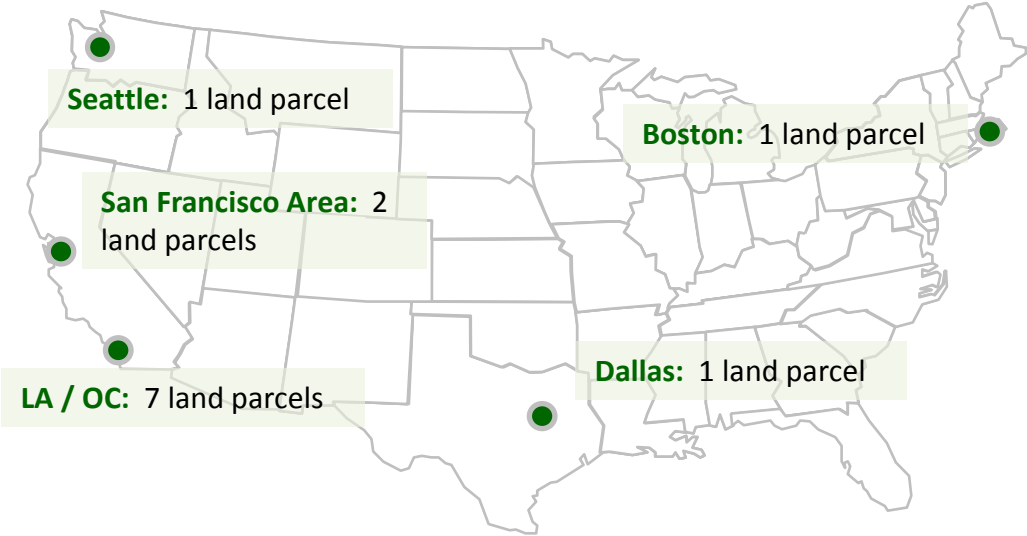 Seattle: 1 land parcel
Boston: 1 land parcel
San Francisco Area: 2
land parcels
Dallas: 1 land parcel
LA / OC: 7 land parcels